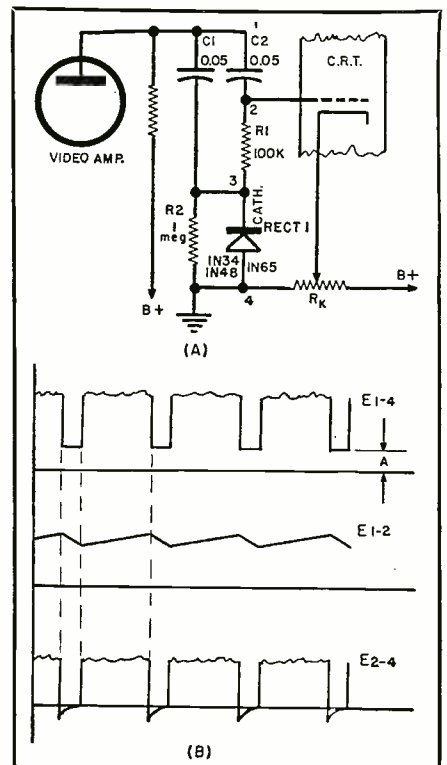 C1 C2
0.05 0.05
C.R.T.
2
VIDEO AMP.
R1
100K
3
CATH.
R2
1
meg
RECT 1
1N34 1N65
1N48
4
B+ RK B+
(A)
E1-4
A
E1-2
E2-4
(B)